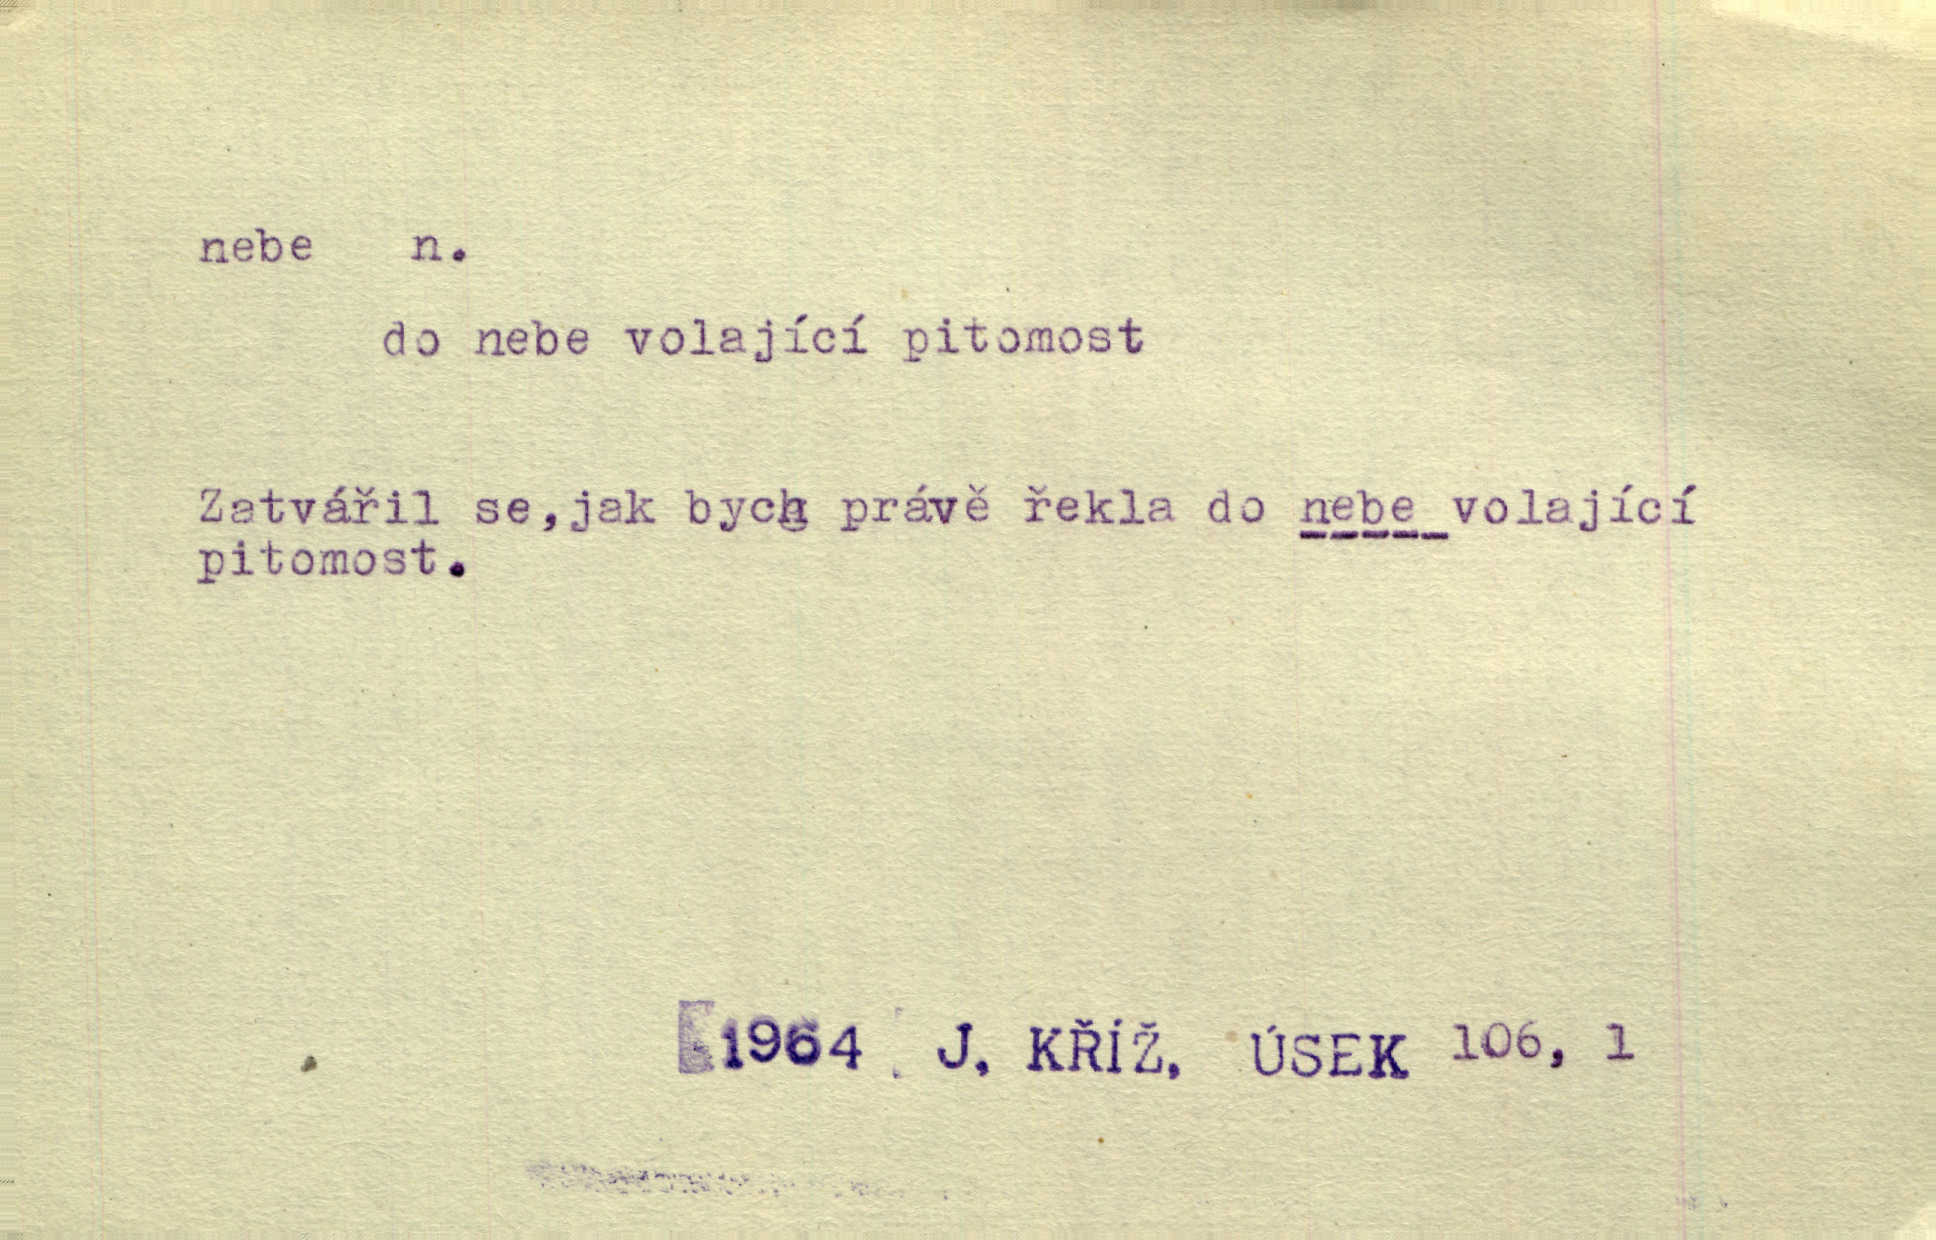 nebe n.
do nebe volající pitomost
Zatvářil se,jak bych právě řekla do nebe volající
pitomost.
1964 J. KŘÍŽ, ÚSEK 106, 1